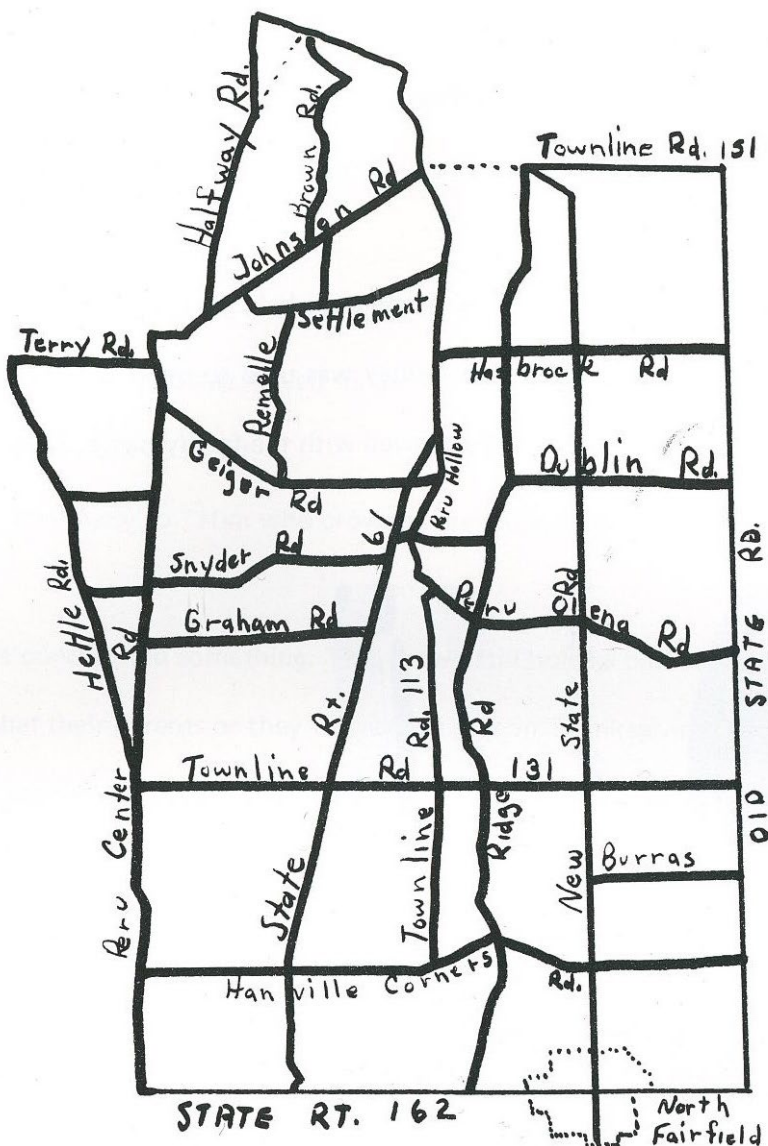 Townline Rd. 151
Halfway Rd.
Brown Rd.
Johnson Rd
Settlement
Terry Rd.
Remelle
Hasbrock Rd
Geiger Rd
Peru Hollow
Dublin Rd.
Snyder Rd
Hettle Rd.
Graham Rd
Peru Olena Rd
State Rt. 61
Townline Rd. 113
Ridge Rd
New State Rd
OLD STATE RD.
Townline Rd 131
Peru Center Rd
Burras
Hanville Corners Rd.
STATE RT. 162
North
Fairfield